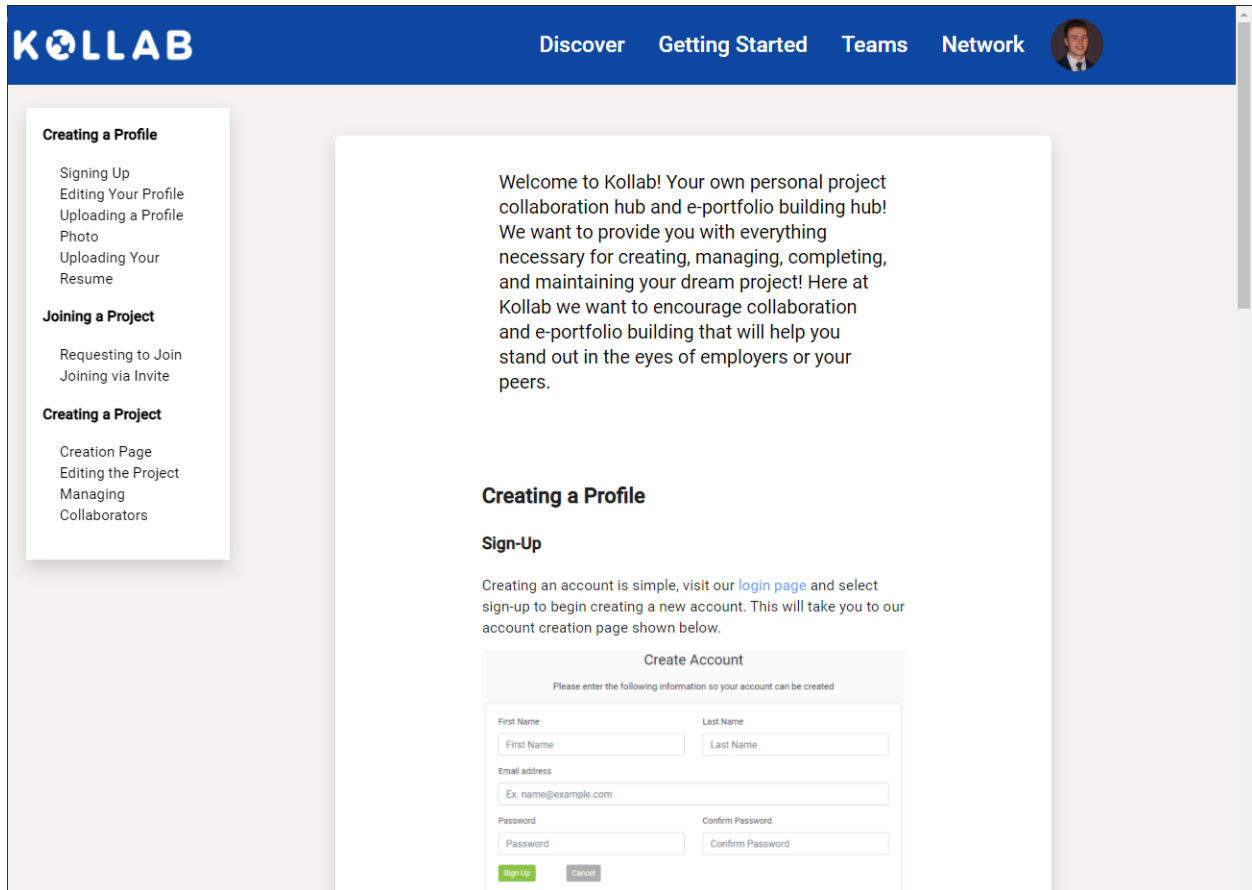 KOLLAB
Discover Getting Started Teams Network
Creating a Profile
Signing Up
Editing Your Profile
Uploading a Profile
Photo
Uploading Your
Resume
Joining a Project
Requesting to Join
Joining via Invite
Creating a Project
Creation Page
Editing the Project
Managing
Collaborators
Welcome to Kollab! Your own personal project
collaboration hub and e-portfolio building hub!
We want to provide you with everything
necessary for creating, managing, completing,
and maintaining your dream project! Here at
Kollab we want to encourage collaboration
and e-portfolio building that will help you
stand out in the eyes of employers or your
peers.
Creating a Profile
Sign-Up
Creating an account is simple, visit our login page and select
sign-up to begin creating a new account. This will take you to our
account creation page shown below.
Create Account
Please enter the following information so your account can be created
First Name Last Name
First Name Last Name
Email address
Ex. name@example.com
Password Confirm Password
Password Confirm Password
Sign Up Cancel